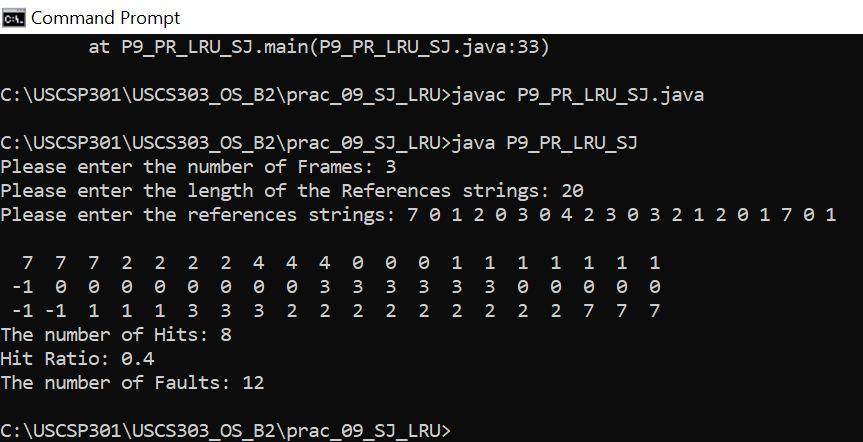 Command Prompt
at P9_PR_LRU_SJ.main(P9_PR_LRU_SJ.java:33)
C:\USCSP301\USCS303_OS_B2\prac_09_SJ_LRU>javac P9_PR_LRU_SJ.java
C:\USCSP301\USCS303_OS_B2\prac_09_SJ_LRU>java P9_PR_LRU_SJ
Please enter the number of Frames: 3
Please enter the length of the References strings: 20
Please enter the references strings: 7 0 1 2 0 3 0 4 2 3 0 3 2 1 2 0 1 7 0 1
7 7 7 2 2 2 2 4 4 4 0 0 0 1 1 1 1 1 1 1
-1 0 0 0 0 0 0 0 0 3 3 3 3 3 3 0 0 0 0 0
-1 -1 1 1 1 3 3 3 2 2 2 2 2 2 2 2 2 7 7 7
The number of Hits: 8
Hit Ratio: 0.4
The number of Faults: 12
C:\USCSP301\USCS303_OS_B2\prac_09_SJ_LRU>